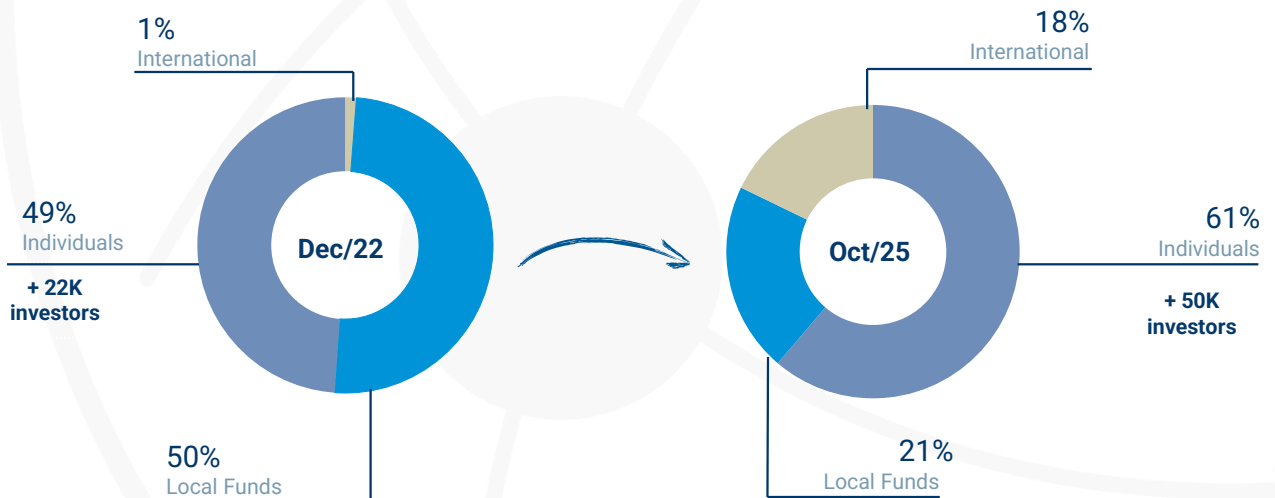 1%
International
49%
Individuals
+ 22K
investors
Dec/22
50%
Local Funds
18%
International
61%
Individuals
+ 50K
investors
Oct/25
21%
Local Funds